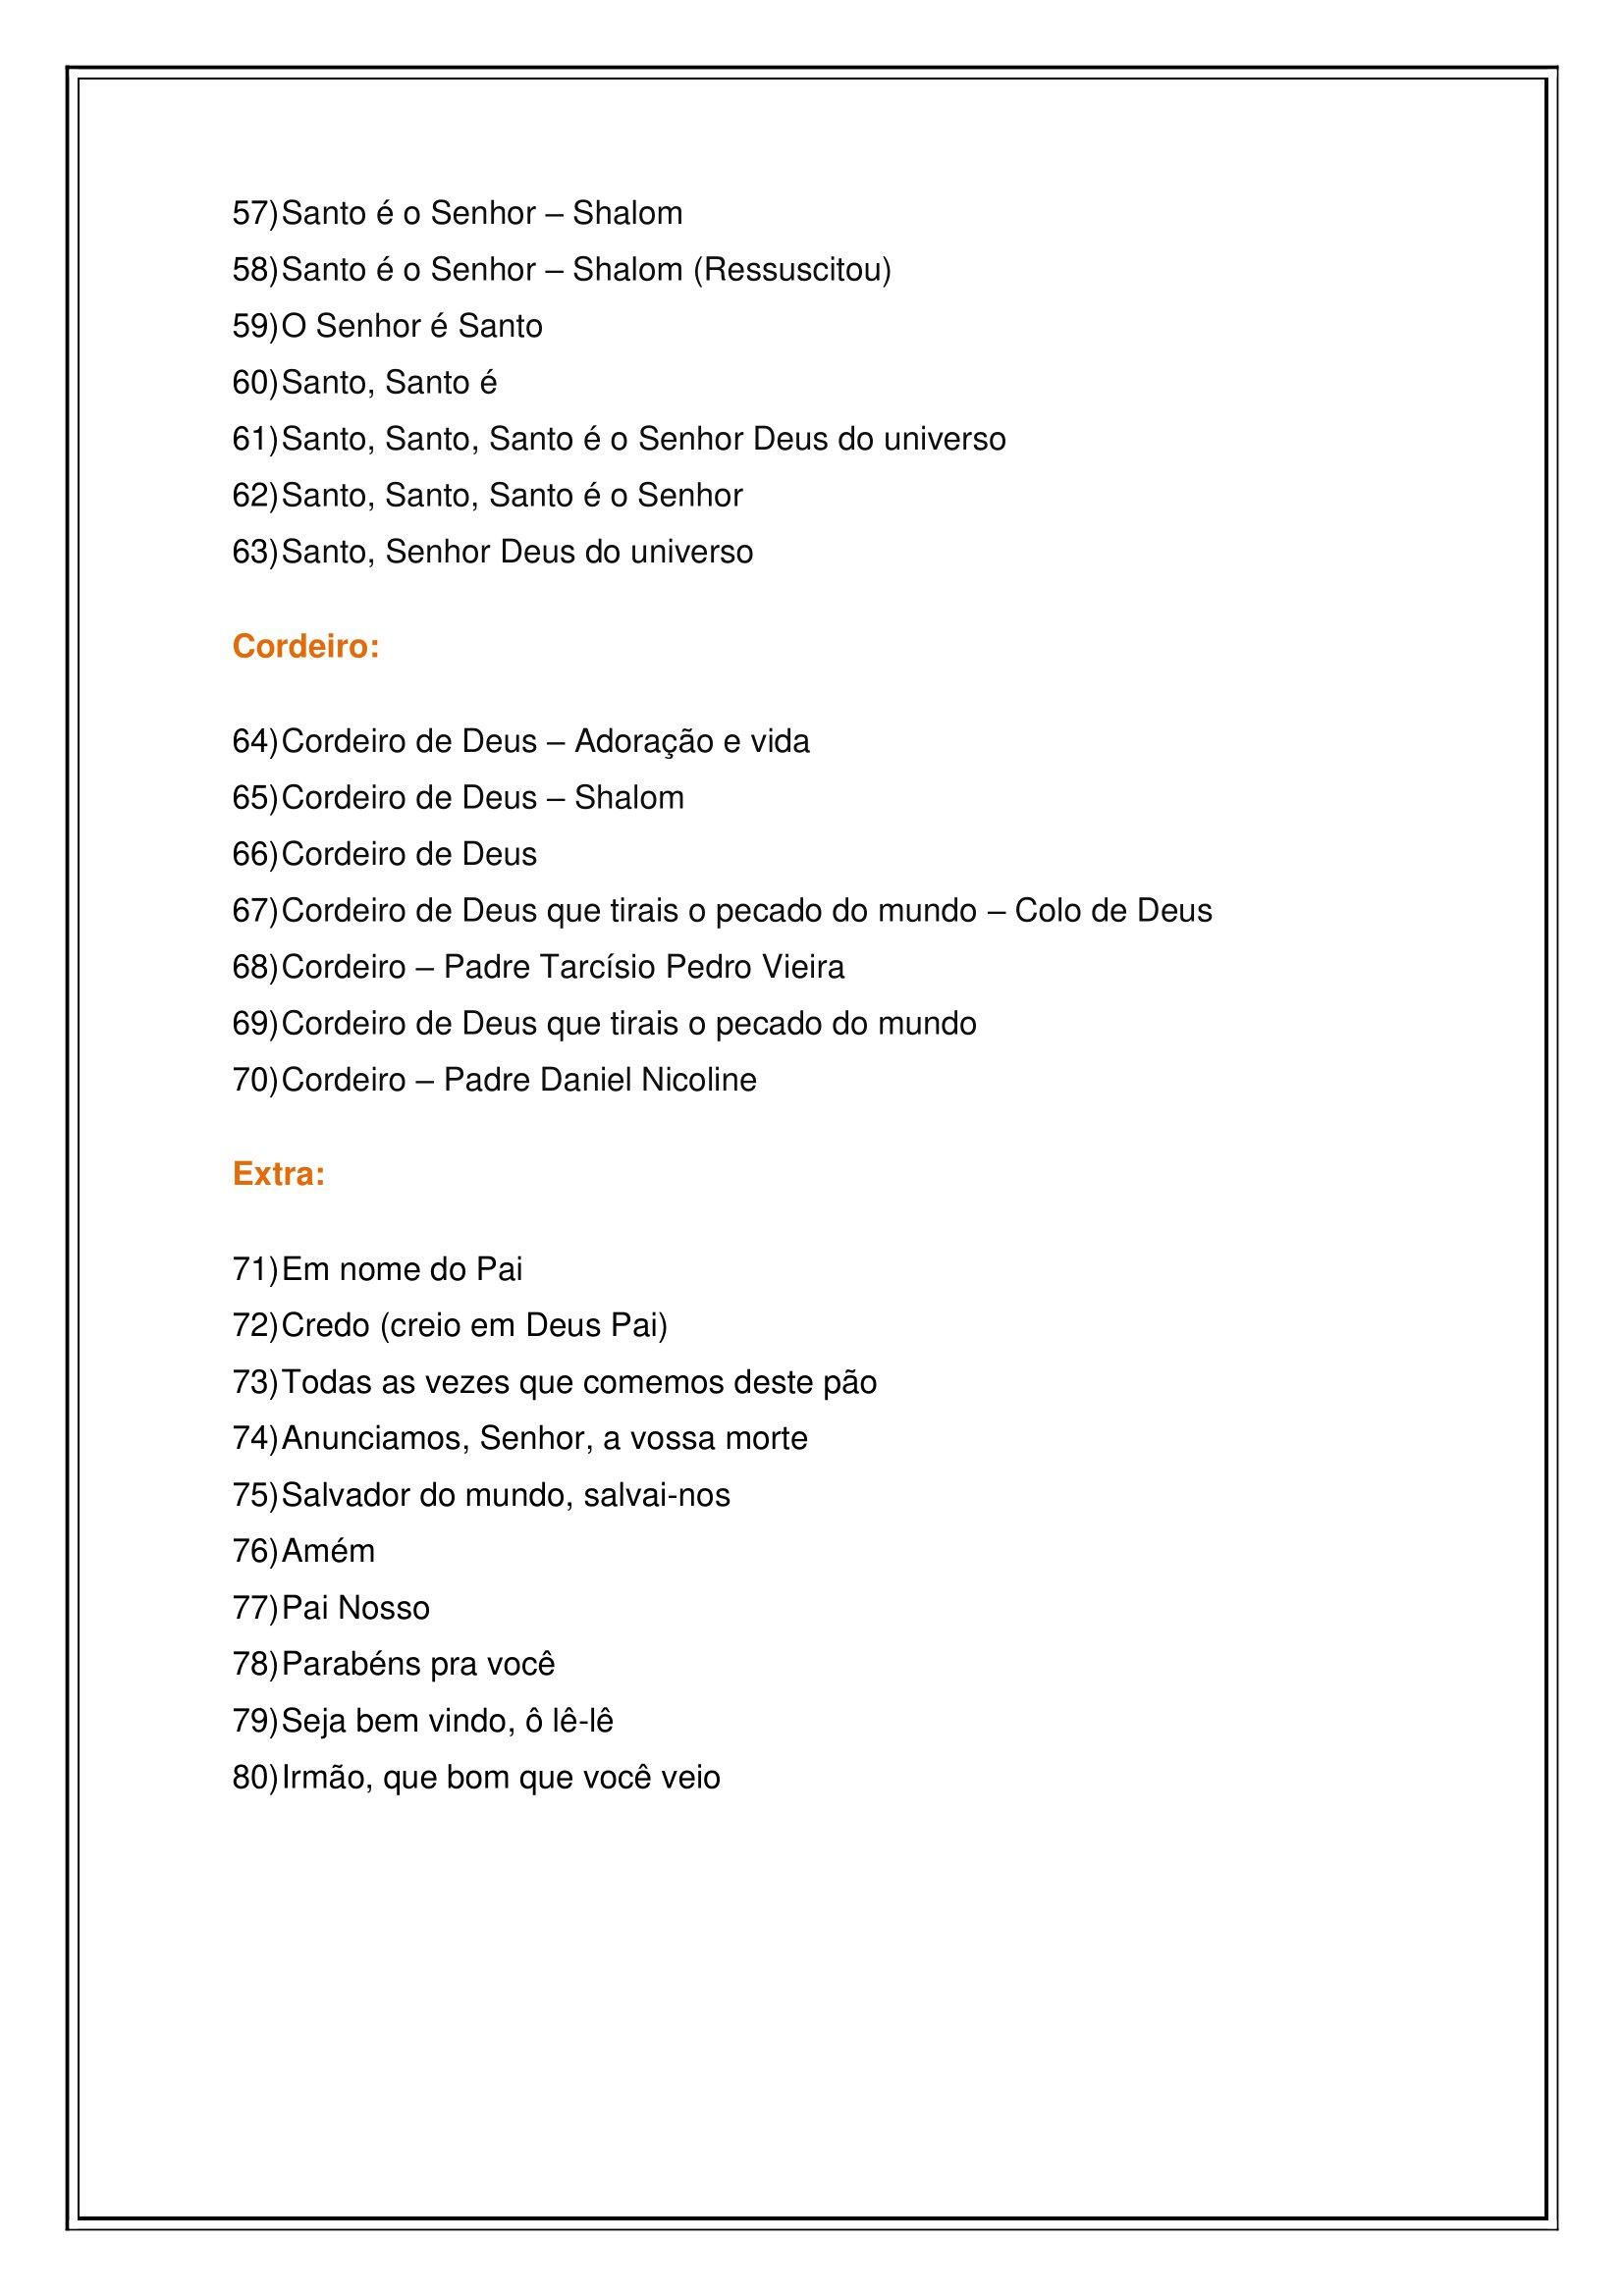 57)Santo é o Senhor – Shalom
58)Santo é o Senhor – Shalom (Ressuscitou)
59)O Senhor é Santo
60)Santo, Santo é
61)Santo, Santo, Santo é o Senhor Deus do universo
62)Santo, Santo, Santo é o Senhor
63)Santo, Senhor Deus do universo
Cordeiro:
64)Cordeiro de Deus – Adoração e vida
65)Cordeiro de Deus – Shalom
66)Cordeiro de Deus
67)Cordeiro de Deus que tirais o pecado do mundo – Colo de Deus
68)Cordeiro – Padre Tarcísio Pedro Vieira
69)Cordeiro de Deus que tirais o pecado do mundo
70)Cordeiro – Padre Daniel Nicoline
Extra:
71)Em nome do Pai
72)Credo (creio em Deus Pai)
73)Todas as vezes que comemos deste pão
74)Anunciamos, Senhor, a vossa morte
75)Salvador do mundo, salvai-nos
76)Amém
77)Pai Nosso
78)Parabéns pra você
79)Seja bem vindo, ô lê-lê
80)Irmão, que bom que você veio